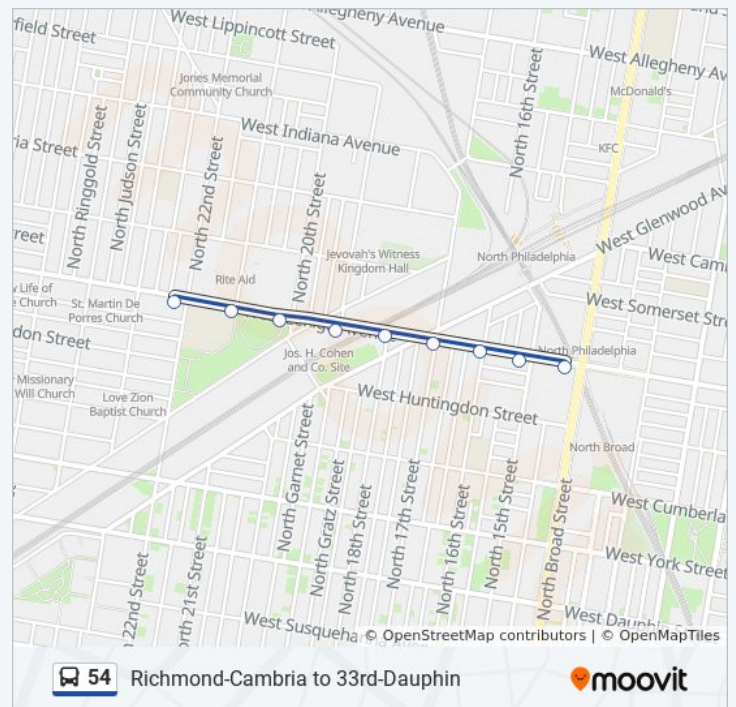 Allegheny Avenue
West Lippincott Street
field Street
West Allegheny Av
Jones Memorial
Community Church
McDonald's
North 16th Street
West Indiana Avenue
KFC
ria Street
North Ringgold Street
North Judson Street
North 22nd Street
North 20th Street
West Glenwood Av
reet
Jehovah's Witness
Kingdom Hall
North Philadelphia
West Cam
Rite Aid
w Life of
e Church
St. Martin De
Porres Church
West Somerset Stre
don Street
North Philadelphia
Jos. H. Cohen
and Co. Site
Missionary
Will Church
Love Zion
Baptist Church
West Huntingdon Street
North Broad
North Garnet Street
North Gratz Street
North 18th Street
North 17th Street
North 16th Street
North 15th Street
North Broad Street
West Cumberla
West York Street
22nd Street
rth 21st Street
West Dauphin S
West Susquehanna Aven
© OpenStreetMap contributors | © OpenMapTiles
54 Richmond-Cambria to 33rd-Dauphin
moovit